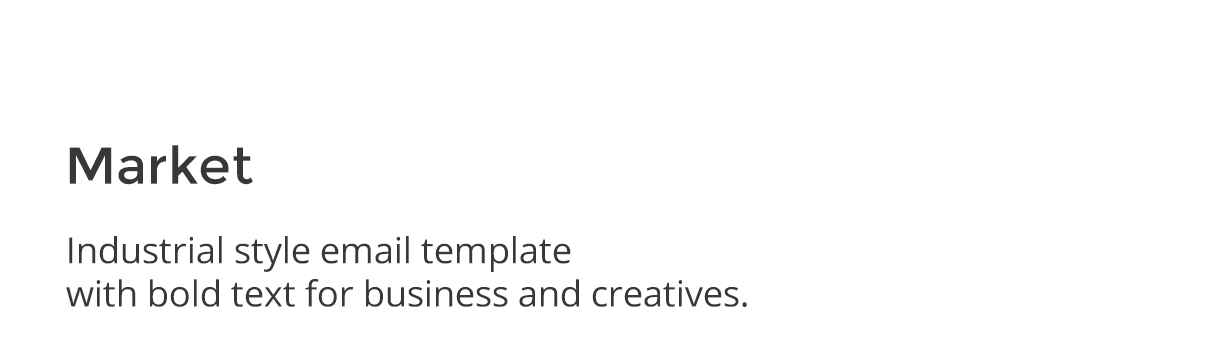 Market
Industrial style email template
with bold text for business and creatives.